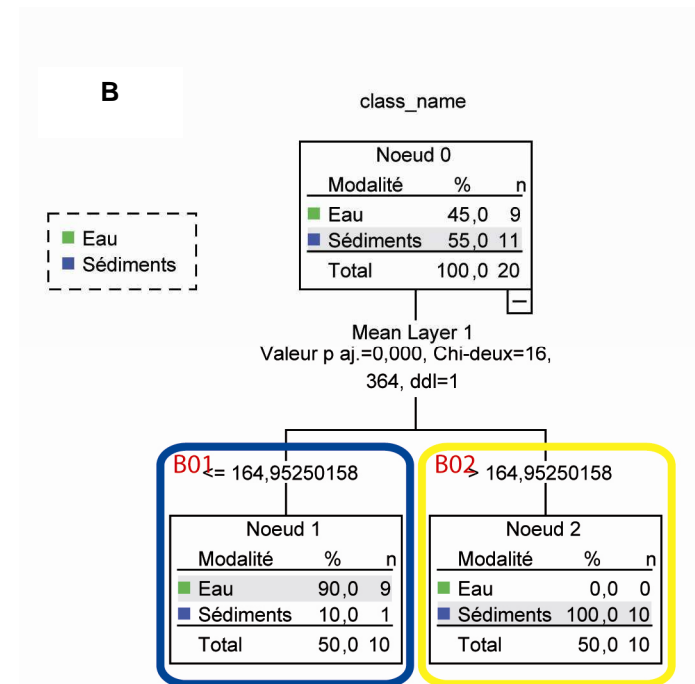 B
class_name
Noeud 0
Modalité % n
Eau 45,0 9
Sédiments 55,0 11
Total 100,0 20
Eau
Sédiments
Mean Layer 1
Valeur p aj.=0,000, Chi-deux=16,
364, ddl=1
B01 <= 164,95250158
B02 > 164,95250158
Noeud 1
Modalité % n
Eau 90,0 9
Sédiments 10,0 1
Total 50,0 10
Noeud 2
Modalité % n
Eau 0,0 0
Sédiments 100,0 10
Total 50,0 10